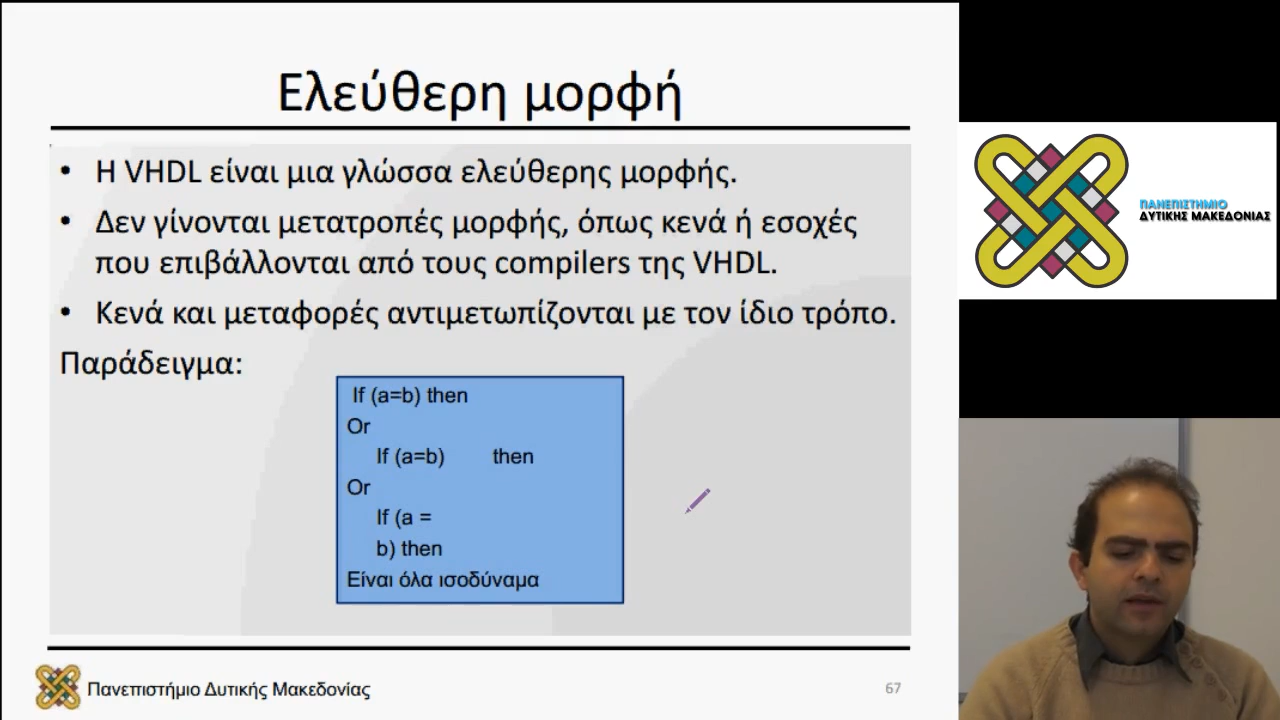 Ελεύθερη μορφή
• Η VHDL είναι μια γλώσσα ελεύθερης μορφής.
• Δεν γίνονται μετατροπές μορφής, όπως κενά ή εσοχές
που επιβάλλονται από τους compilers της VHDL.
• Κενά και μεταφορές αντιμετωπίζονται με τον ίδιο τρόπο.
Παράδειγμα:
If (a=b) then
Or
If (a=b) then
Or
If (a =
b) then
Είναι όλα ισοδύναμα
Πανεπιστήμιο Δυτικής Μακεδονίας
67
ΠΑΝΕΠΙΣΤΗΜΙΟ
ΔΥΤΙΚΗΣ ΜΑΚΕΔΟΝΙΑΣ